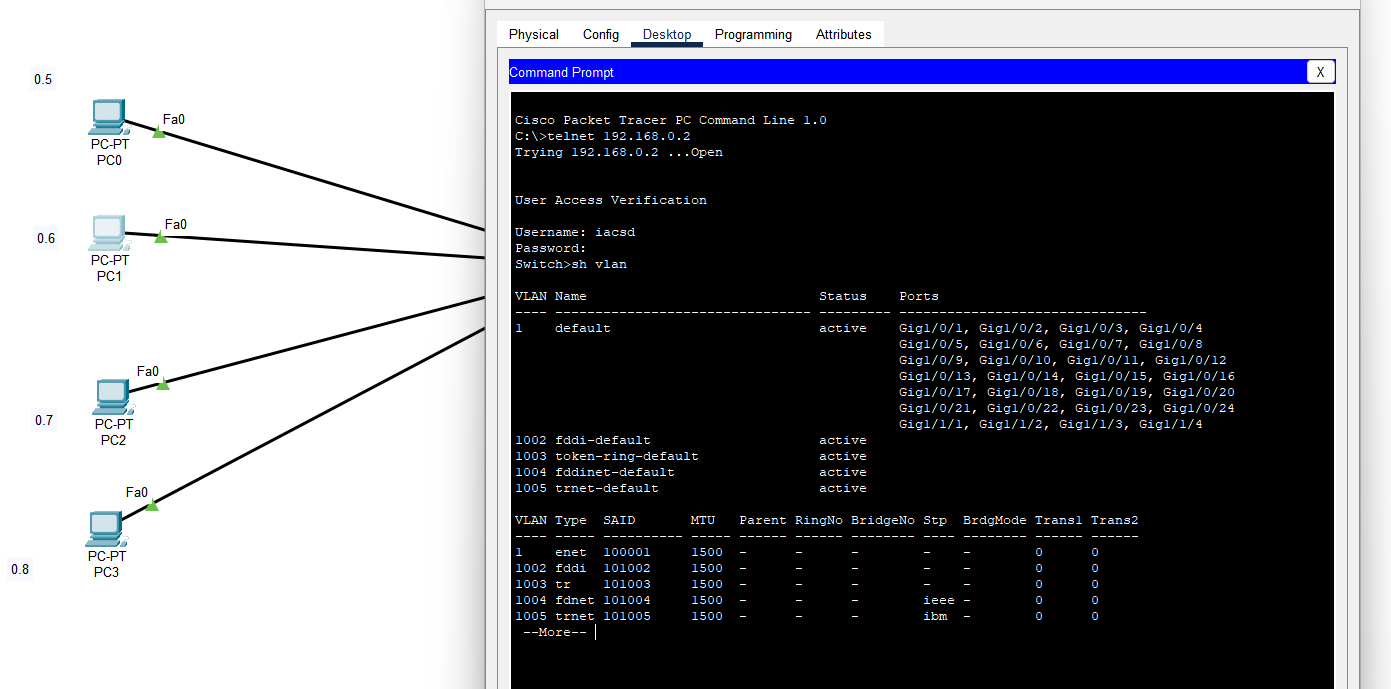 Physical Config Desktop Programming Attributes
Command Prompt X
0.5
Fa0
PC-PT
PC0
Fa0
0.6
PC-PT
PC1
Fa0
0.7
PC-PT
PC2
Fa0
PC-PT
0.8
PC3
Cisco Packet Tracer PC Command Line 1.0
C:\>telnet 192.168.0.2
Trying 192.168.0.2 ...Open
User Access Verification
Username: iacsd
Password:
Switch>sh vlan
VLAN Name                             Status    Ports
---- -------------------------------- --------- -------------------------------
1    default                          active    Gig1/0/1, Gig1/0/2, Gig1/0/3, Gig1/0/4
                                                Gig1/0/5, Gig1/0/6, Gig1/0/7, Gig1/0/8
                                                Gig1/0/9, Gig1/0/10, Gig1/0/11, Gig1/0/12
                                                Gig1/0/13, Gig1/0/14, Gig1/0/15, Gig1/0/16
                                                Gig1/0/17, Gig1/0/18, Gig1/0/19, Gig1/0/20
                                                Gig1/0/21, Gig1/0/22, Gig1/0/23, Gig1/0/24
                                                Gig1/1/1, Gig1/1/2, Gig1/1/3, Gig1/1/4
1002 fddi-default                     active
1003 token-ring-default               active
1004 fddinet-default                  active
1005 trnet-default                    active
VLAN Type  SAID       MTU   Parent RingNo BridgeNo Stp  BrdgMode Trans1 Trans2
---- ----- ---------- ----- ------ ------ -------- ---- -------- ------ ------
1    enet  100001     1500  -      -      -        -    -        0      0
1002 fddi  101002     1500  -      -      -        -    -        0      0
1003 tr    101003     1500  -      -      -        -    -        0      0
1004 fdnet 101004     1500  -      -      -        ieee -        0      0
1005 trnet 101005     1500  -      -      -        ibm  -        0      0
 --More--